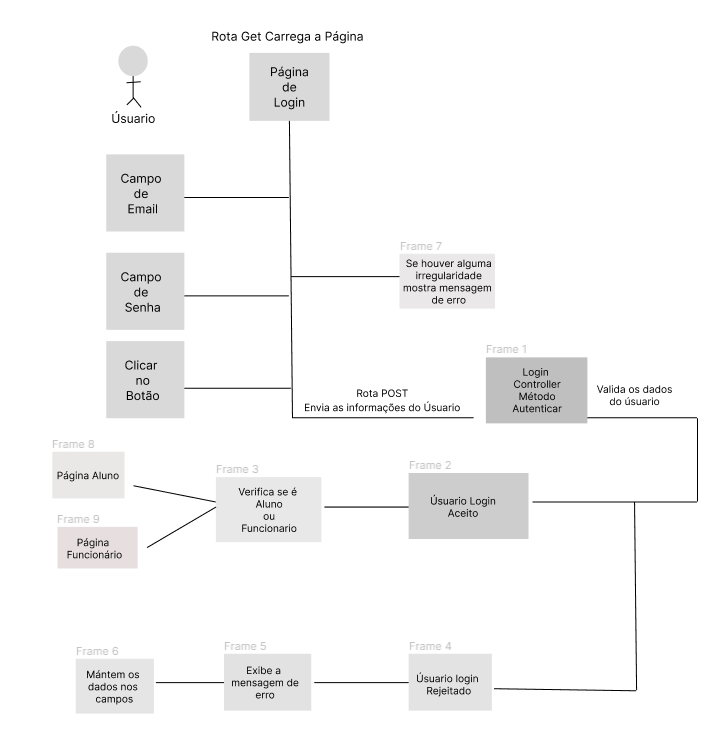 Rota Get Carrega a Página
Página
de
Login
Úsuario
Campo
de
Email
Frame 7
Se houver alguma
irregularidade
mostra mensagem
de erro
Campo
de
Senha
Clicar
no
Botão
Rota POST
Envia as informações do Úsuario
Frame 1
Login
Controller
Método
Autenticar
Valida os dados
do úsuario
Frame 8
Página Aluno
Frame 9
Página
Funcionário
Frame 3
Verifica se é
Aluno
ou
Funcionario
Frame 2
Úsuario Login
Aceito
Frame 6
Mántem os
dados nos
campos
Frame 5
Exibe a
mensagem de
erro
Frame 4
Úsuario login
Rejeitado